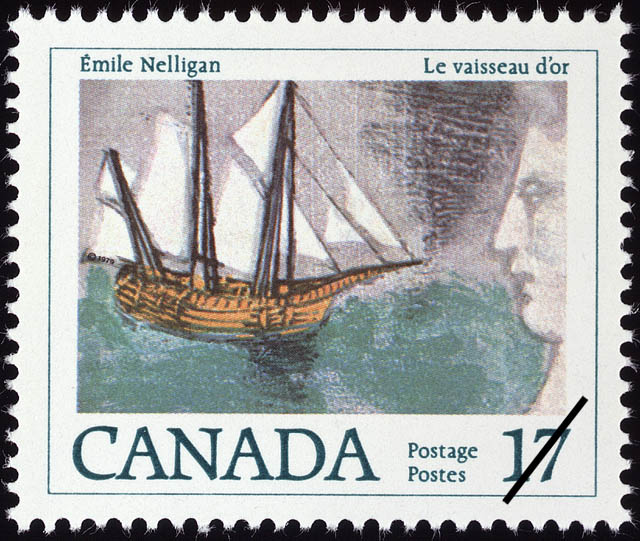 Émile Nelligan
Le vaisseau d'or
© 1979
CANADA
Postage
Postes
17